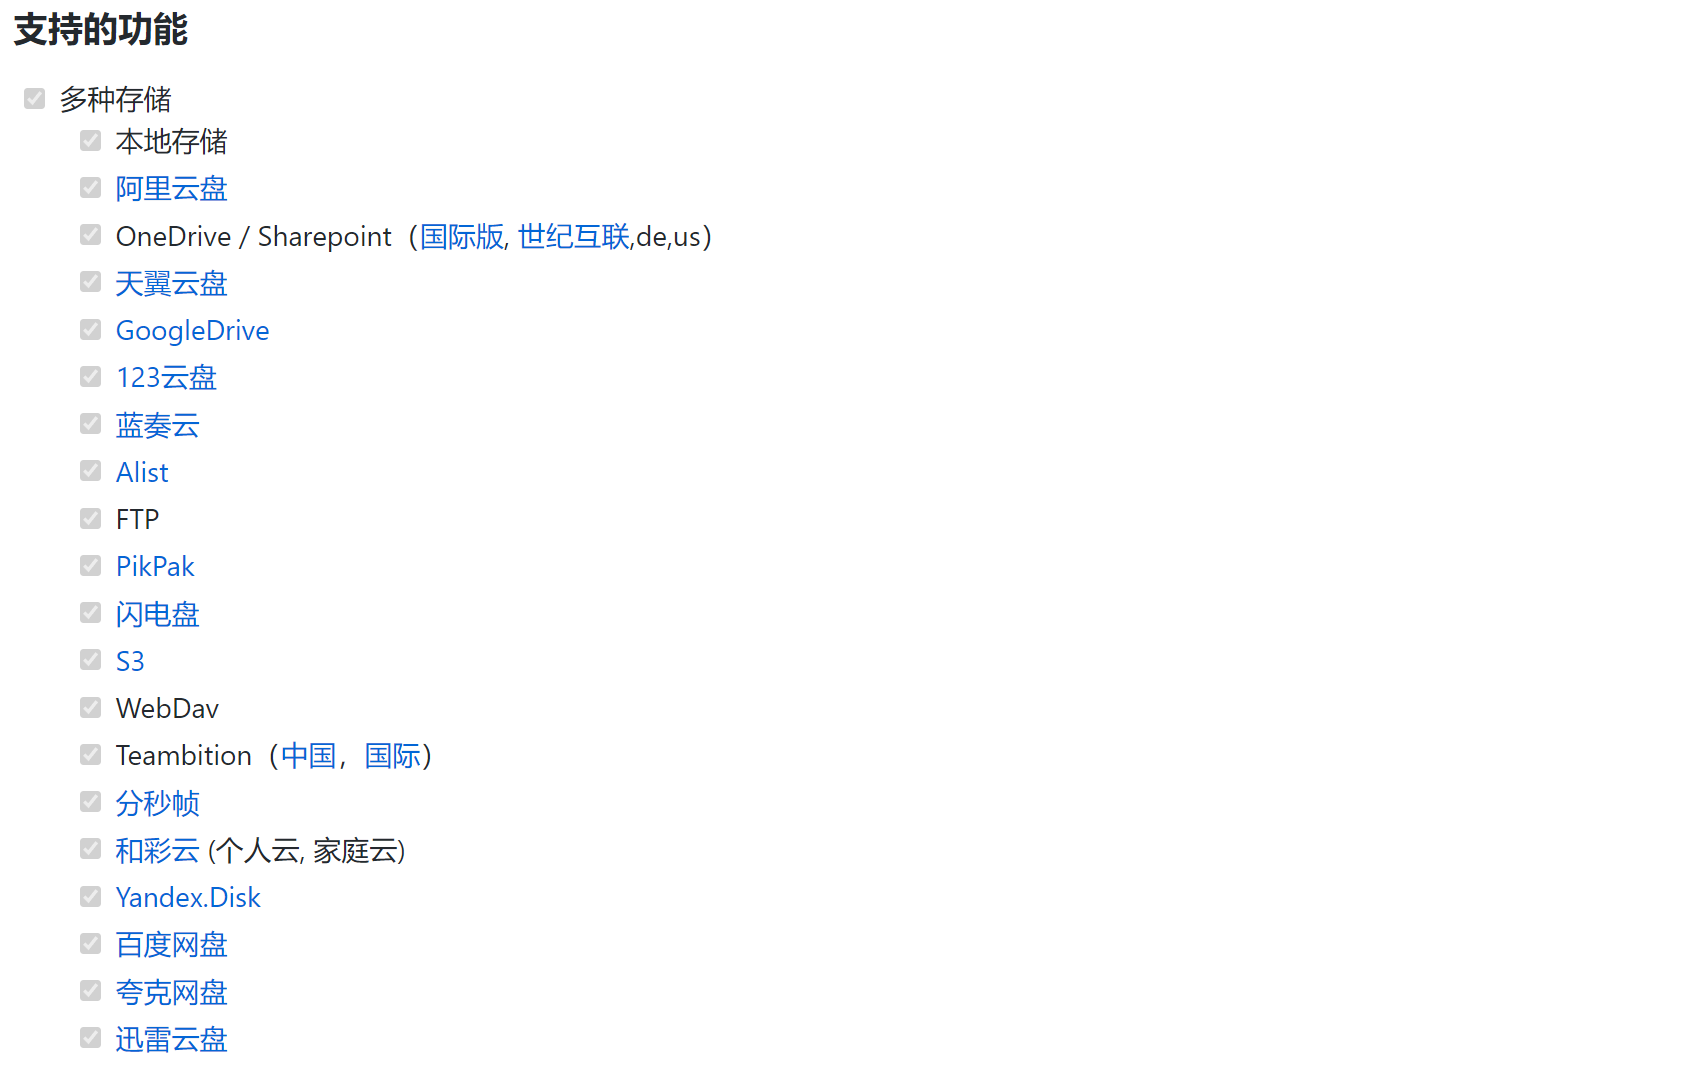 支持的功能
多种存储
本地存储
阿里云盘
OneDrive / Sharepoint（国际版, 世纪互联,de,us）
天翼云盘
GoogleDrive
123云盘
蓝奏云
Alist
FTP
PikPak
闪电盘
S3
WebDav
Teambition（中国，国际）
分秒帧
和彩云 (个人云, 家庭云)
Yandex.Disk
百度网盘
夸克网盘
迅雷云盘